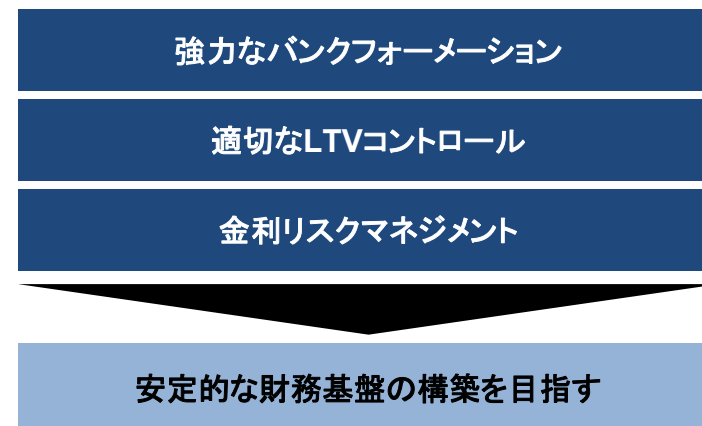 強力なバンクフォーメーション
適切なLTVコントロール
金利リスクマネジメント
安定的な財務基盤の構築を目指す